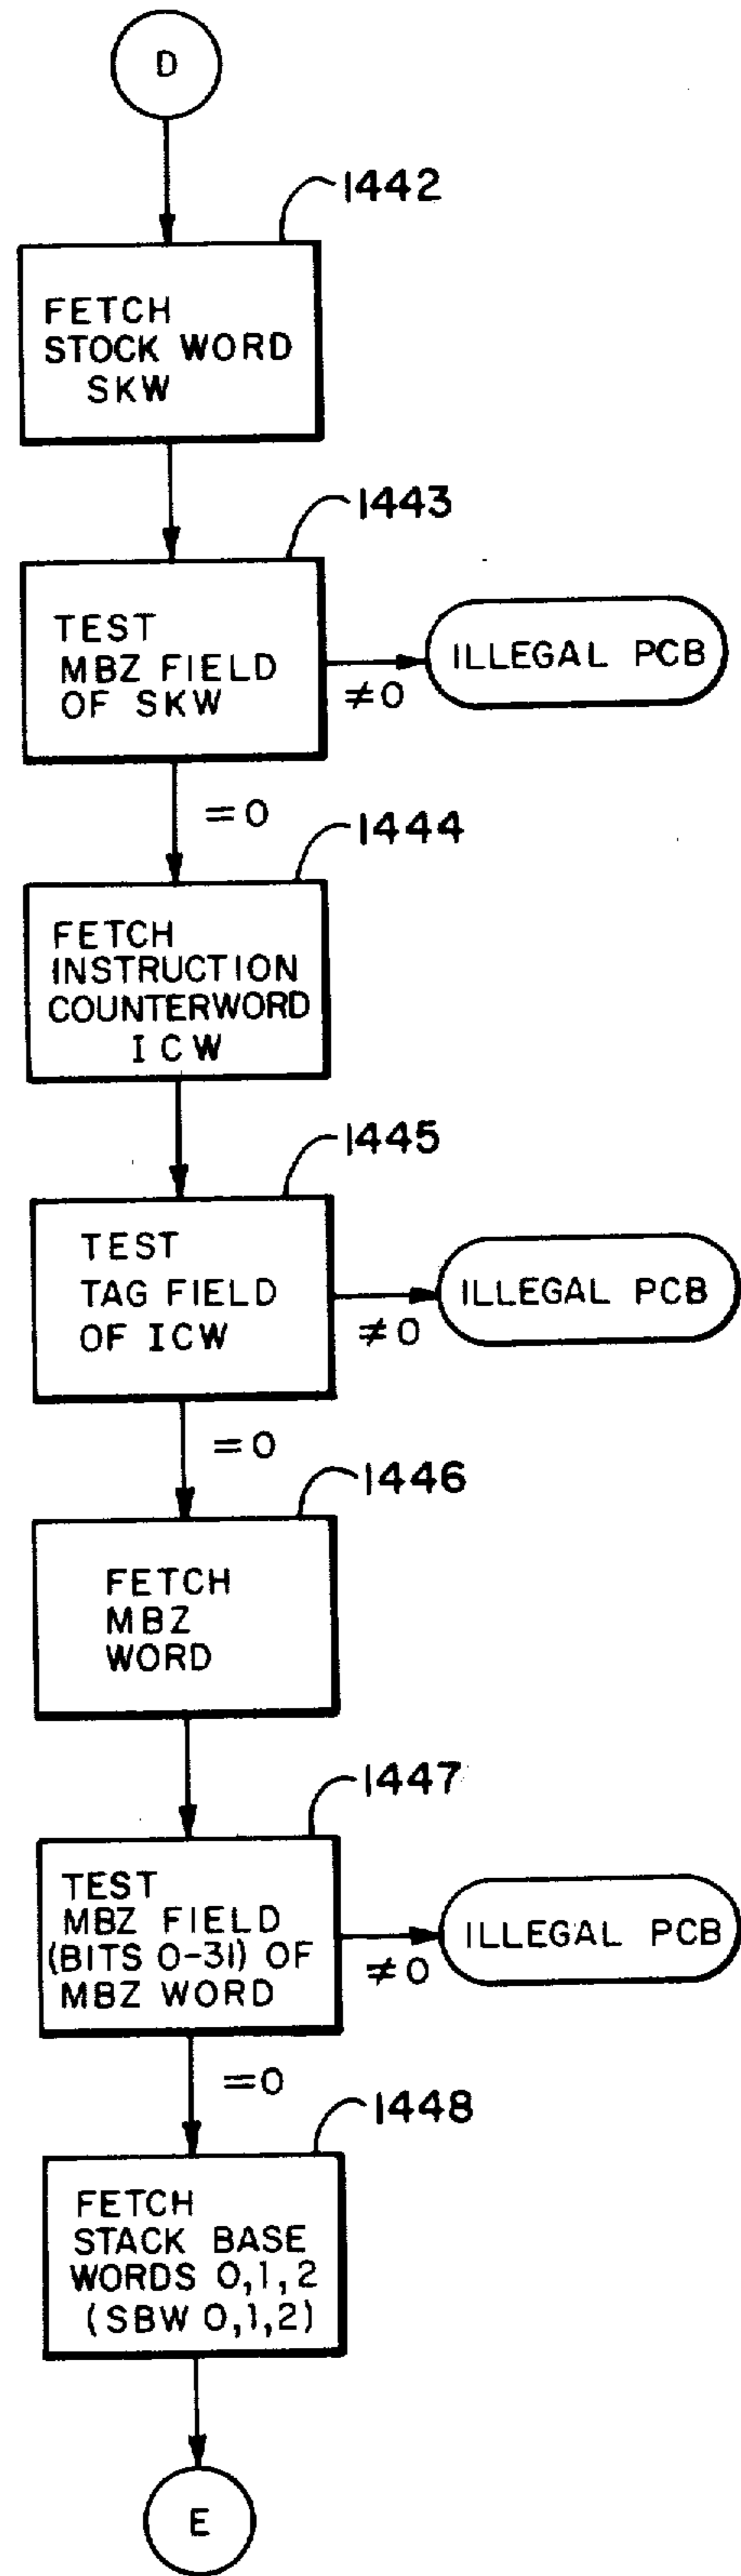 D
1442
FETCH
STOCK WORD
SKW
1443
TEST
MBZ FIELD
OF SKW
≠0
ILLEGAL PCB
=0
1444
FETCH
INSTRUCTION
COUNTERWORD
ICW
1445
TEST
TAG FIELD
OF ICW
≠0
ILLEGAL PCB
=0
1446
FETCH
MBZ
WORD
1447
TEST
MBZ FIELD
(BITS 0-31) OF
MBZ WORD
≠0
ILLEGAL PCB
=0
1448
FETCH
STACK BASE
WORDS 0,1,2
(SBW 0,1,2)
E